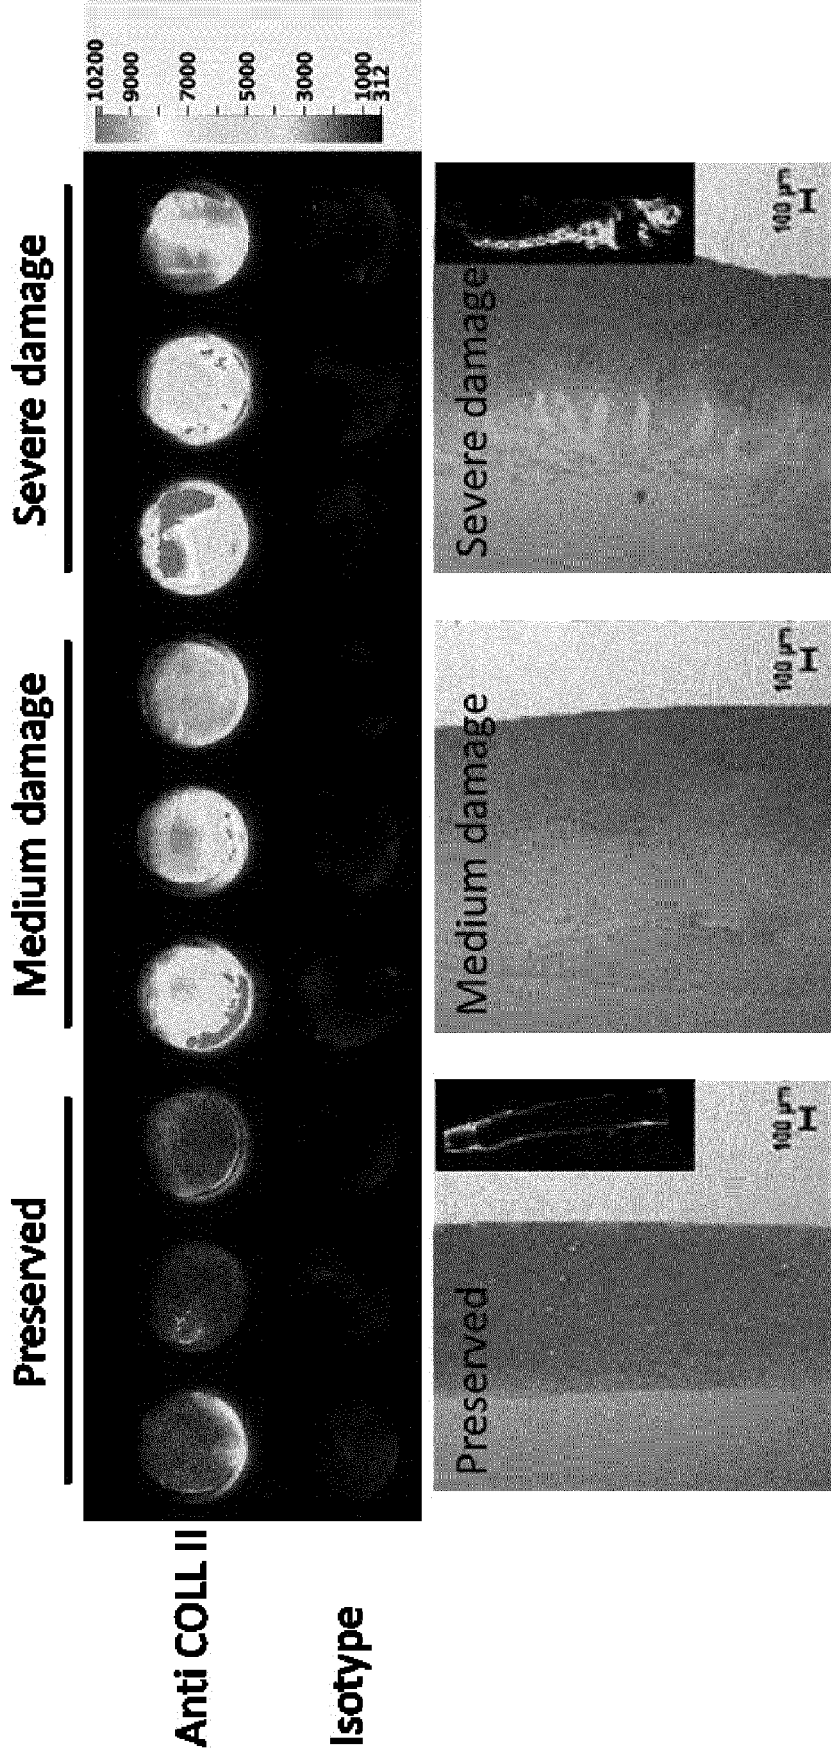 Preserved
Medium damage
Severe damage
Anti COLL II
Isotype
10200
9000
7000
5000
3000
1000
312
Preserved
100 µm
Medium damage
100 µm
Severe damage
100 µm